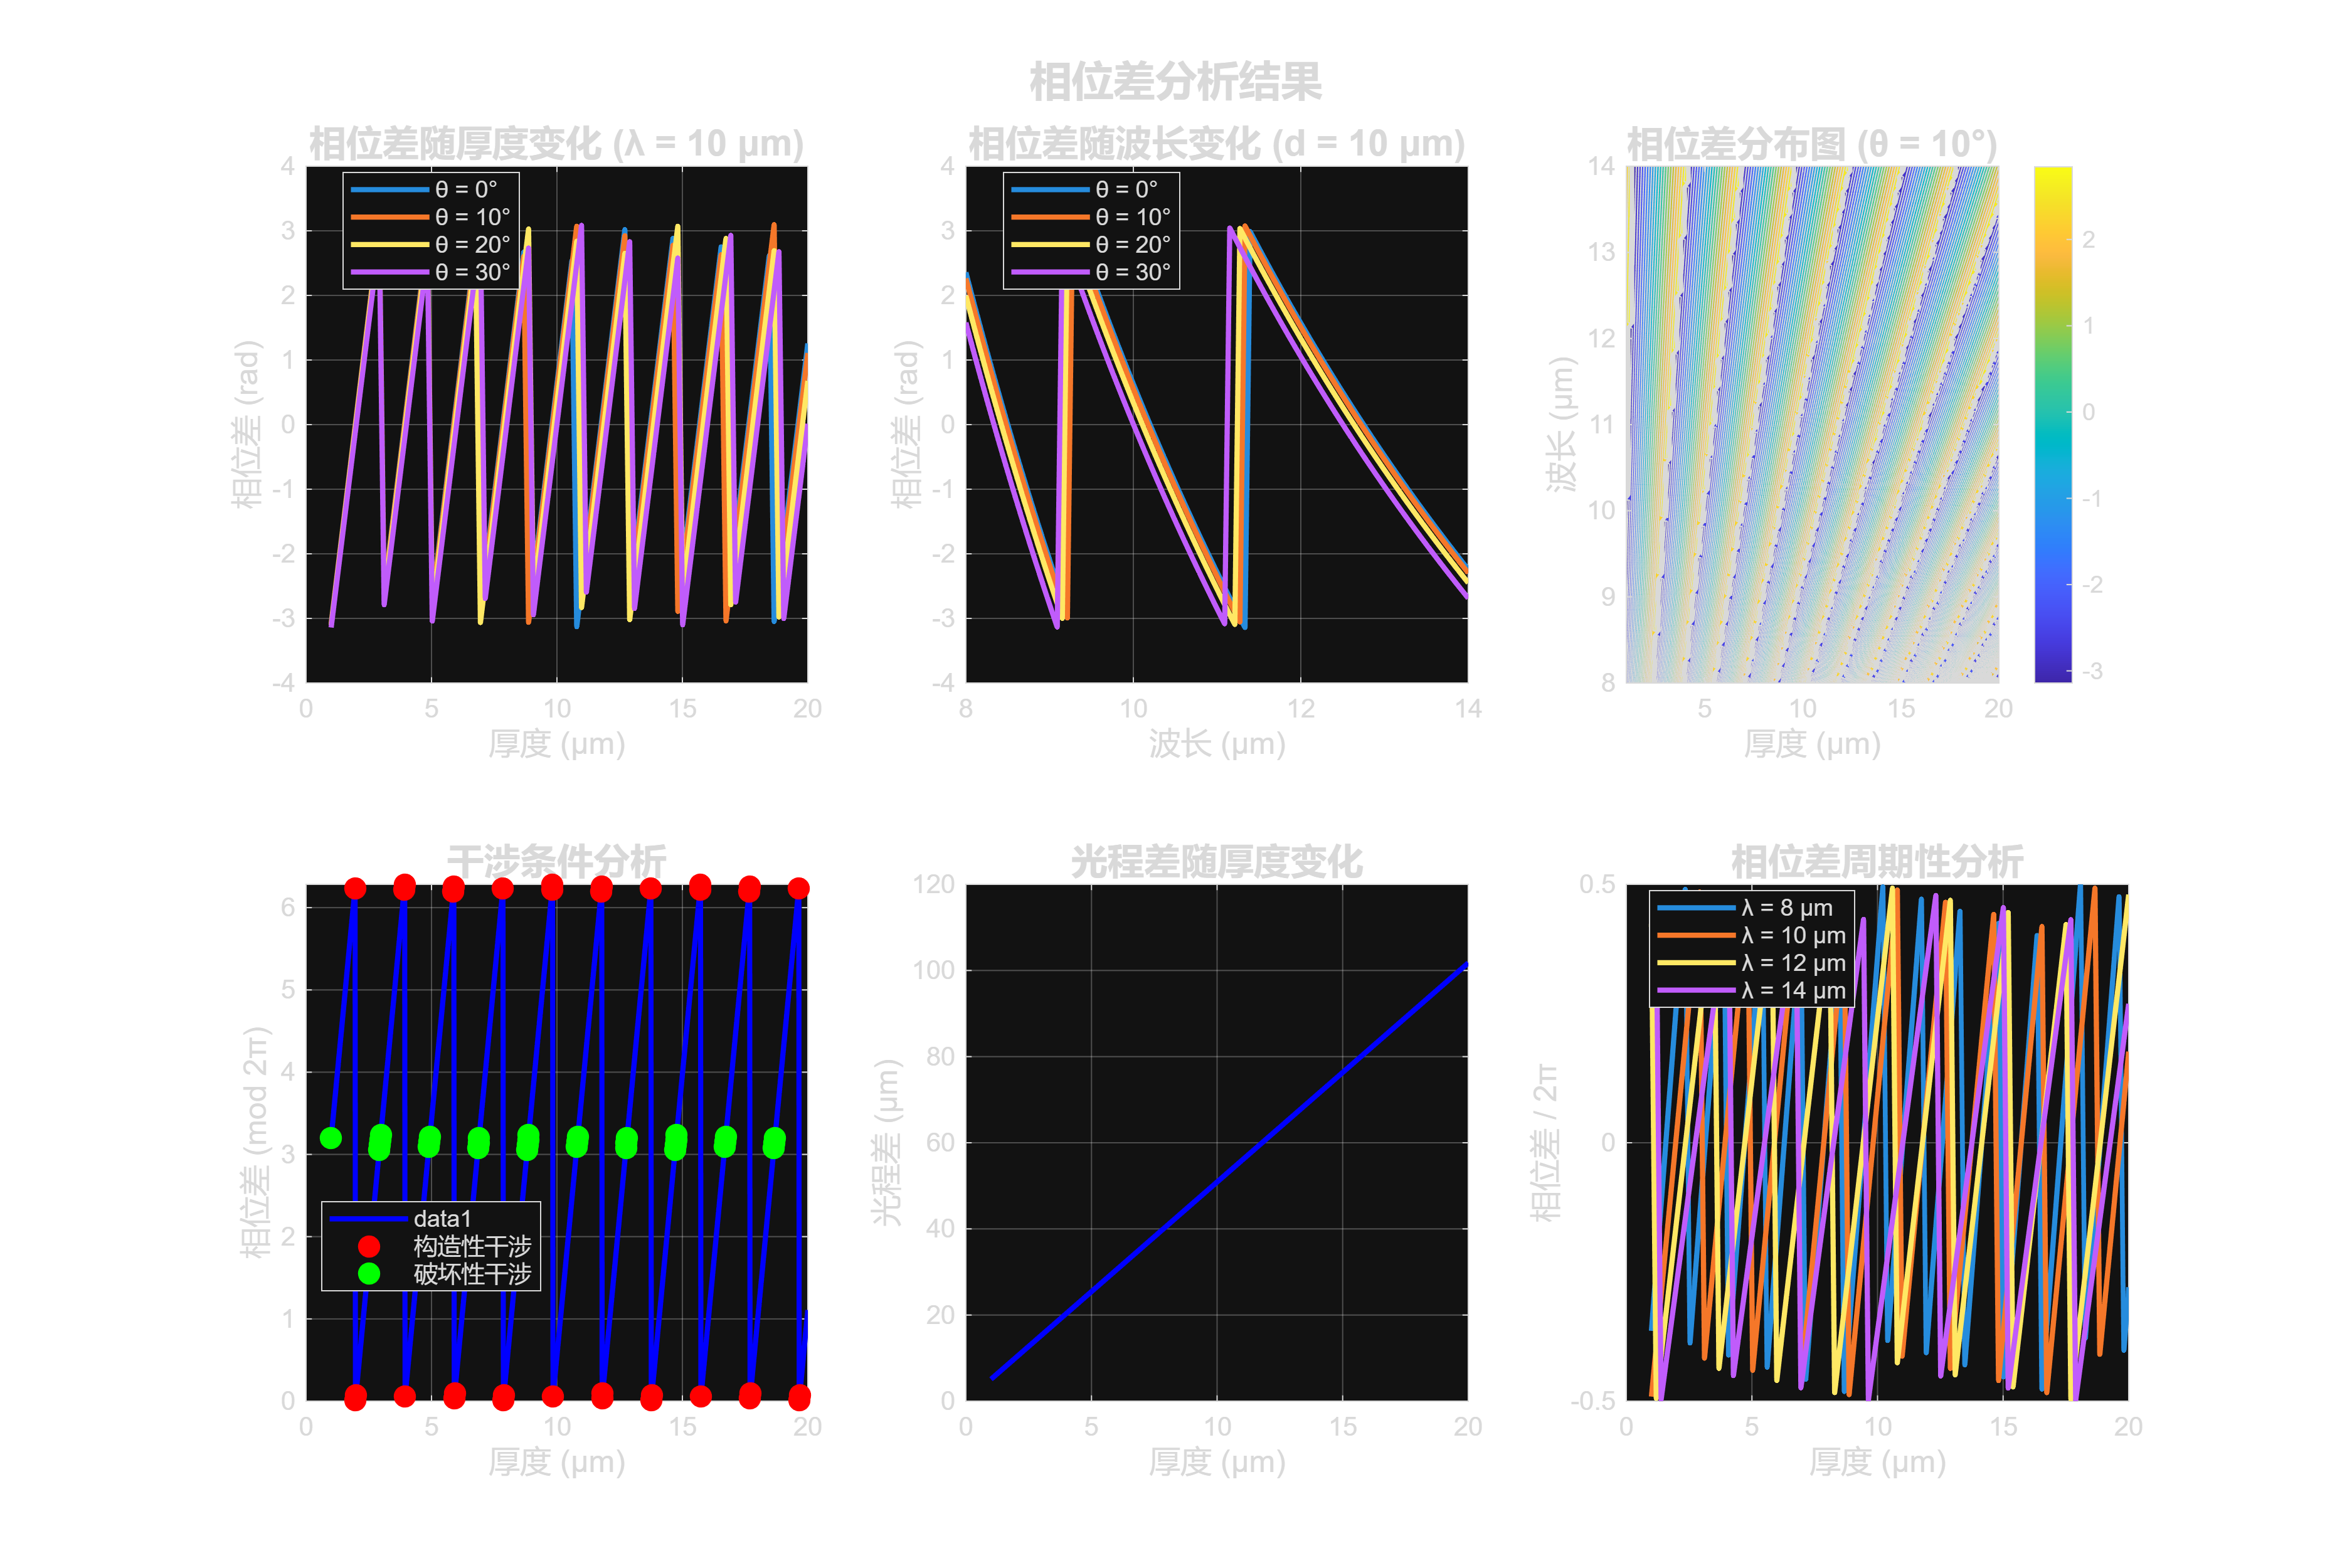 相位差分析结果
相位差随厚度变化 (λ = 10 μm)
4
3
2
1
0
-1
-2
-3
-4
相位差 (rad)
θ = 0°
θ = 10°
θ = 20°
θ = 30°
0 5 10 15 20
厚度 (μm)
相位差随波长变化 (d = 10 μm)
4
3
2
1
0
-1
-2
-3
-4
相位差 (rad)
θ = 0°
θ = 10°
θ = 20°
θ = 30°
8 10 12 14
波长 (μm)
相位差分布图 (θ = 10°)
14
13
12
11
10
9
8
波长 (μm)
5 10 15 20
厚度 (μm)
2
1
0
-1
-2
-3
干涉条件分析
6
5
4
3
2
1
0
相位差 (mod 2π)
data1
构造性干涉
破坏性干涉
0 5 10 15 20
厚度 (μm)
光程差随厚度变化
120
100
80
60
40
20
0
光程差 (μm)
0 5 10 15 20
厚度 (μm)
相位差周期性分析
0.5
0
-0.5
相位差 / 2π
λ = 8 μm
λ = 10 μm
λ = 12 μm
λ = 14 μm
0 5 10 15 20
厚度 (μm)